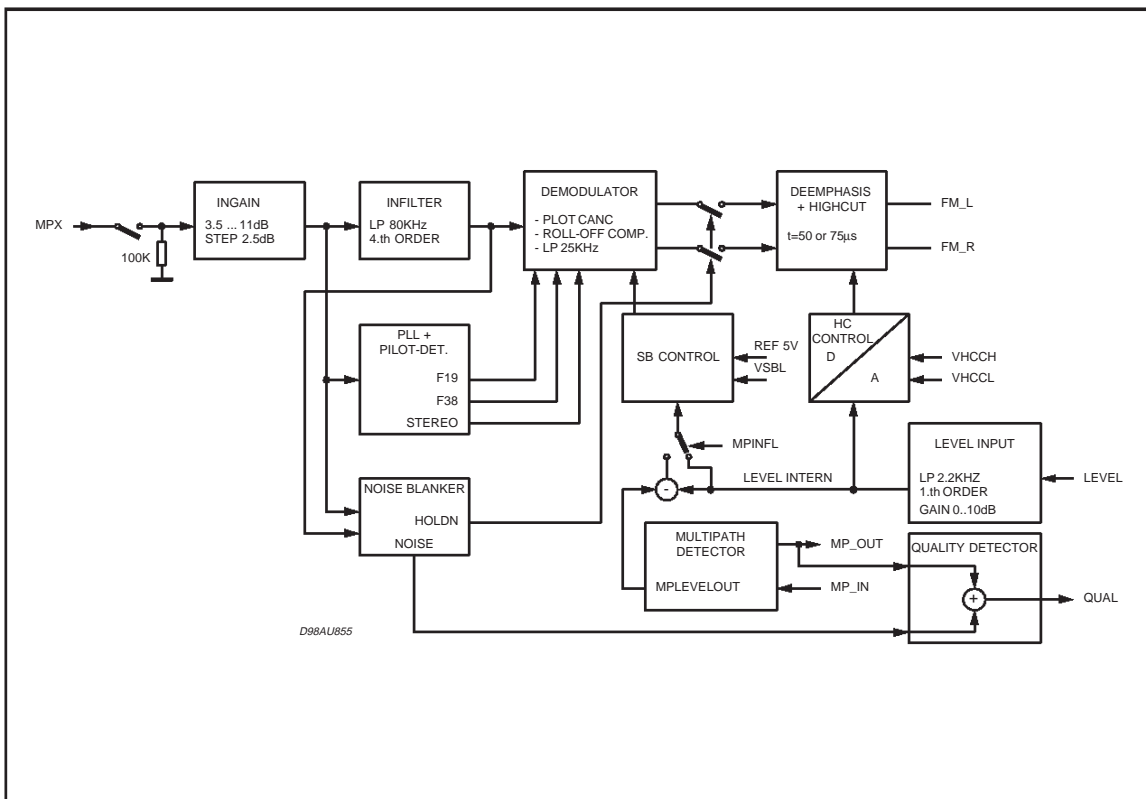 MPX
100K
INGAIN
3.5 ... 11dB
STEP 2.5dB
INFILTER
LP 80KHz
4.th ORDER
DEMODULATOR
- PLOT CANC
- ROLL-OFF COMP.
- LP 25KHz
DEEMPHASIS
+ HIGHCUT
t=50 or 75µs
FM_L
FM_R
PLL +
PILOT-DET.
F19
F38
STEREO
SB CONTROL
REF 5V
VSBL
HC
CONTROL
D
A
VHCCH
VHCCL
MPINFL
LEVEL INTERN
LEVEL INPUT
LP 2.2KHZ
1.th ORDER
GAIN 0..10dB
LEVEL
-
NOISE BLANKER
HOLDN
NOISE
MULTIPATH
DETECTOR
MPLEVELOUT
MP_OUT
MP_IN
QUALITY DETECTOR
+
QUAL
D98AU855